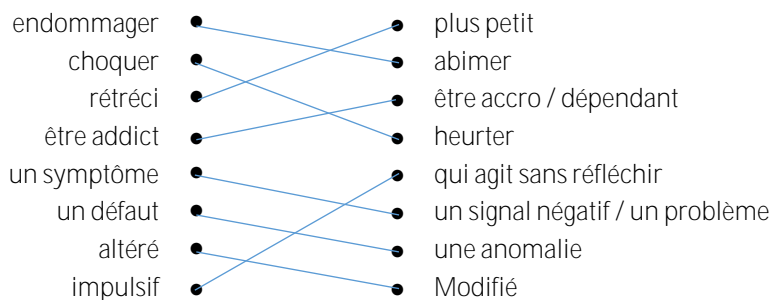 endommager plus petit
choquer abimer
rétréci être accro / dépendant
être addict heurter
un symptôme qui agit sans réfléchir
un défaut un signal négatif / un problème
altéré une anomalie
impulsif Modifié